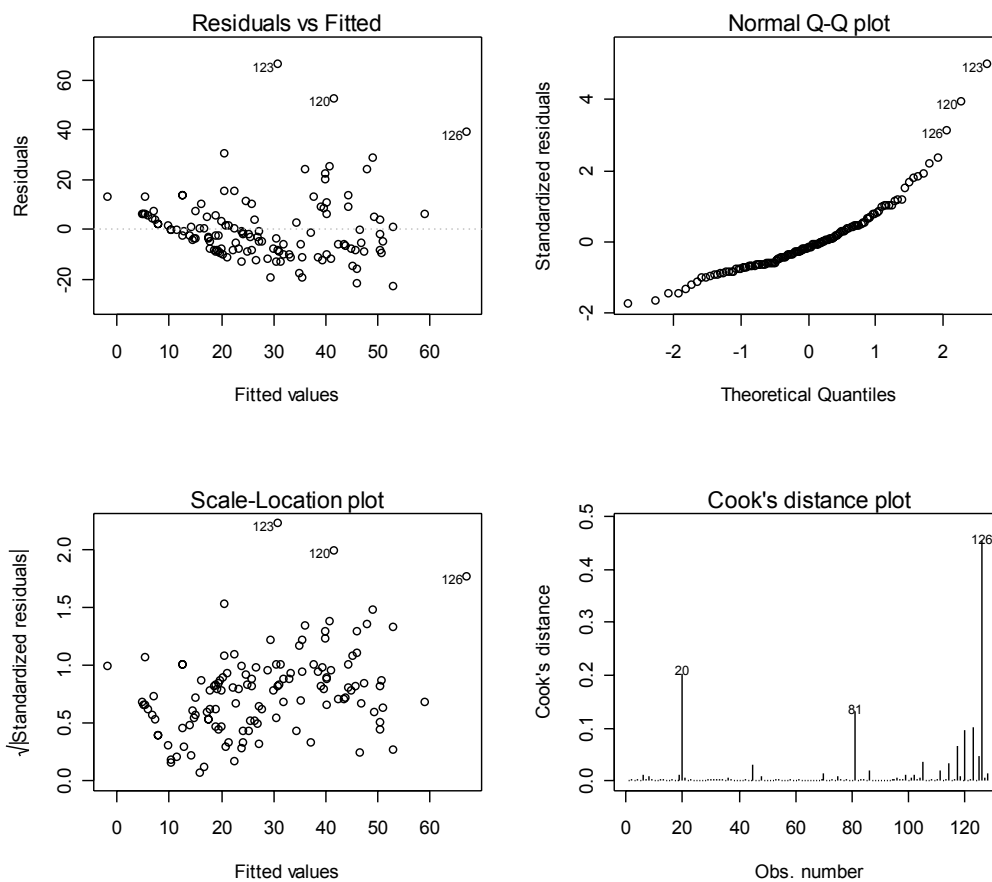 Residuals vs Fitted
Residuals
-20 0 20 40 60
123
120
126
0 10 20 30 40 50 60
Fitted values
Normal Q-Q plot
Standardized residuals
-2 0 2 4
123
120
126
-2 -1 0 1 2
Theoretical Quantiles
Scale-Location plot
√|Standardized residuals|
0.0 0.5 1.0 1.5 2.0
123
120
126
0 10 20 30 40 50 60
Fitted values
Cook's distance plot
Cook's distance
0.0 0.1 0.2 0.3 0.4 0.5
126
20
81
0 20 40 60 80 100 120
Obs. number